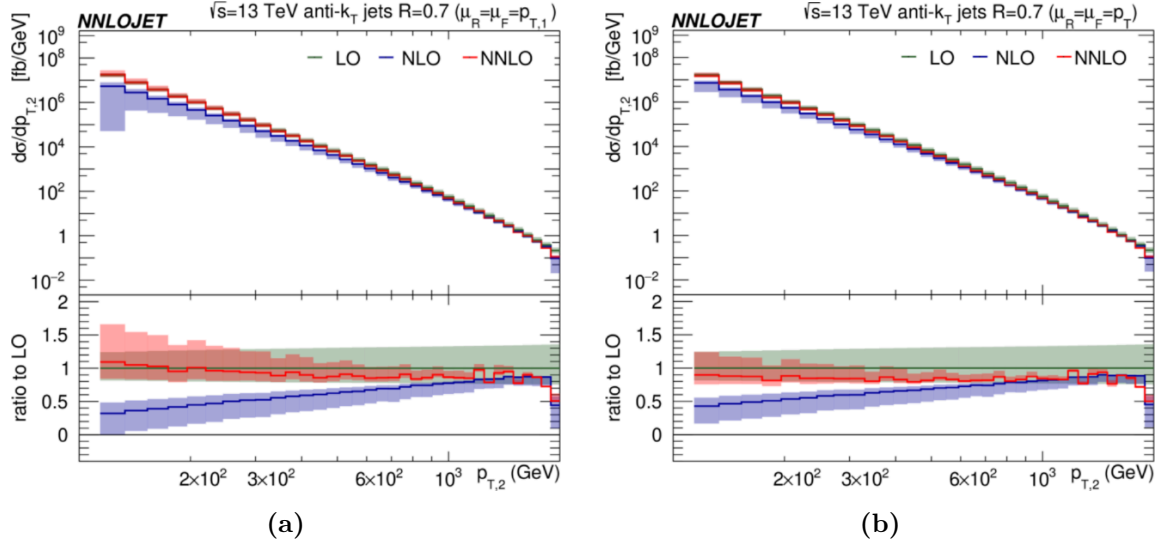 NNLOJET √s=13 TeV anti-k_T jets R=0.7 (μ_R=μ_F=p_T,1)
dσ/dp_T,2 [fb/GeV]
LO NLO NNLO
10^9
10^6
10^4
10^2
1
10^-2
ratio to LO
2
1.5
1
0.5
0
2×10^2 3×10^2 6×10^2 10^3 p_T,2 (GeV)
(a)
NNLOJET √s=13 TeV anti-k_T jets R=0.7 (μ_R=μ_F=p_T)
dσ/dp_T,2 [fb/GeV]
LO NLO NNLO
10^9
10^6
10^4
10^2
1
10^-2
ratio to LO
2
1.5
1
0.5
0
2×10^2 3×10^2 6×10^2 10^3 p_T,2 (GeV)
(b)